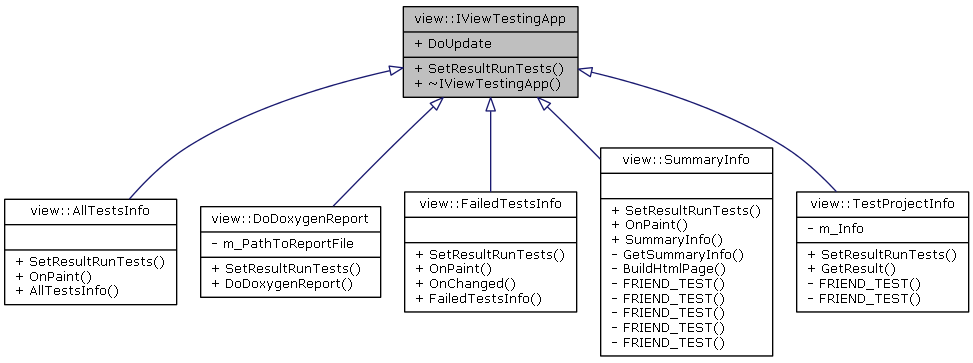 view::IViewTestingApp
+ DoUpdate
+ SetResultRunTests()
+ ~IViewTestingApp()
view::AllTestsInfo
+ SetResultRunTests()
+ OnPaint()
+ AllTestsInfo()
view::DoDoxygenReport
- m_PathToReportFile
+ SetResultRunTests()
+ DoDoxygenReport()
view::FailedTestsInfo
+ SetResultRunTests()
+ OnPaint()
+ OnChanged()
+ FailedTestsInfo()
view::SummaryInfo
+ SetResultRunTests()
+ OnPaint()
+ SummaryInfo()
- GetSummaryInfo()
- BuildHtmlPage()
- FRIEND_TEST()
- FRIEND_TEST()
- FRIEND_TEST()
- FRIEND_TEST()
- FRIEND_TEST()
view::TestProjectInfo
- m_Info
+ SetResultRunTests()
+ GetResult()
- FRIEND_TEST()
- FRIEND_TEST()